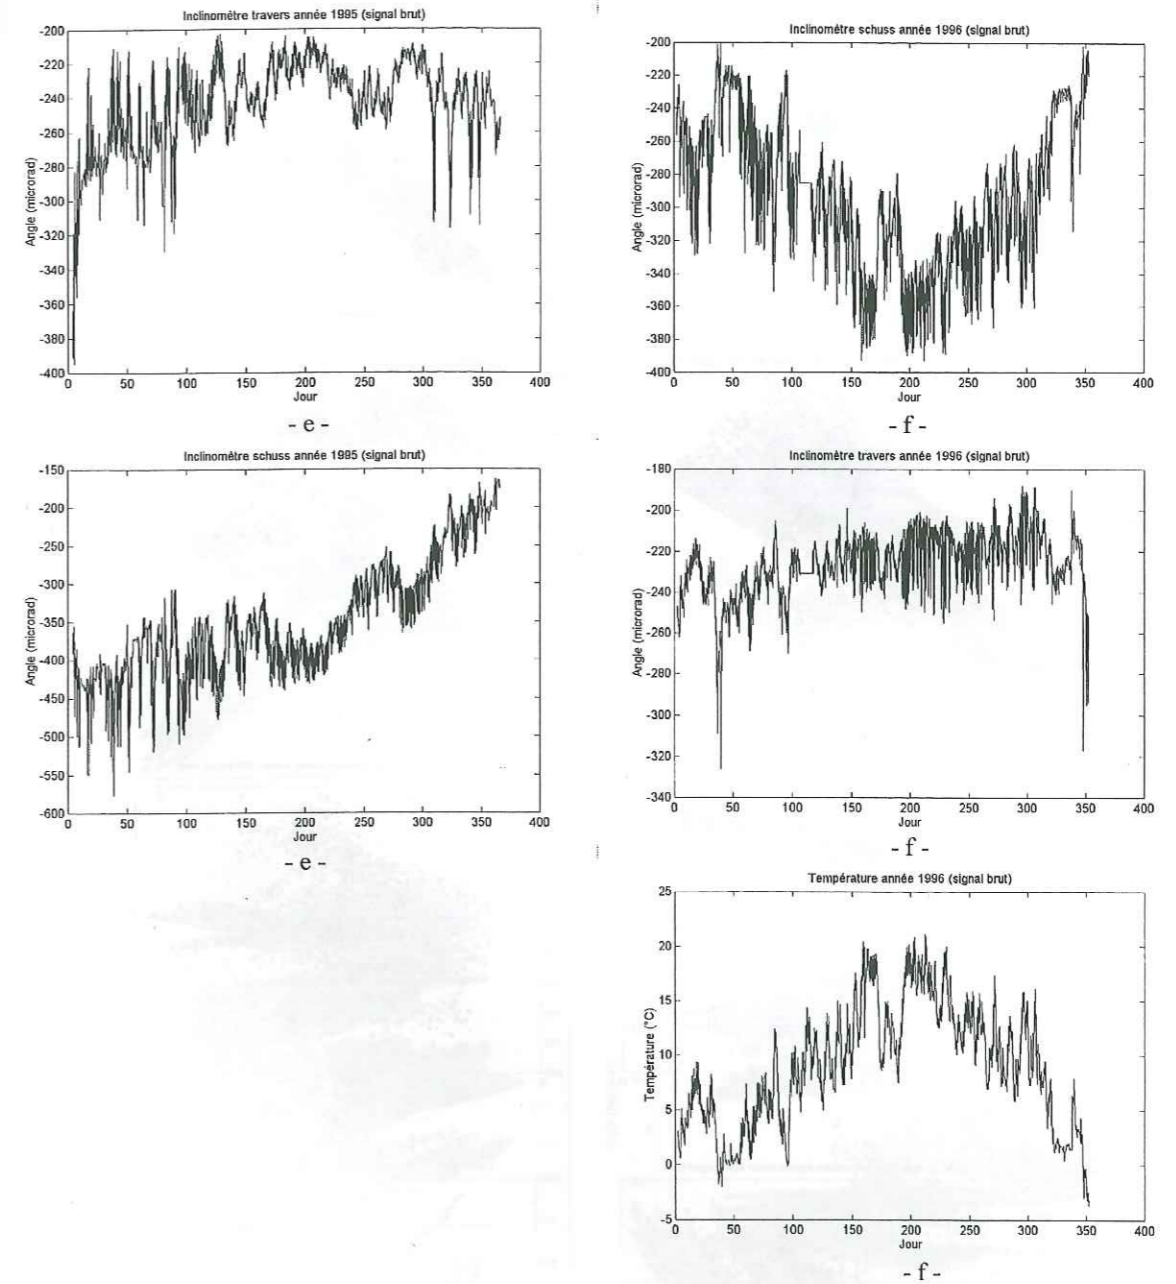 Inclinomètre travers année 1995 (signal brut)
-200
-220
-240
-260
-280
-300
-320
-340
-360
-380
-400
Angle (microrad)
0 50 100 150 200 250 300 350 400
Jour
- e -
Inclinomètre schuss année 1995 (signal brut)
-150
-200
-250
-300
-350
-400
-450
-500
-550
-600
Angle (microrad)
0 50 100 150 200 250 300 350 400
Jour
- e -
Inclinomètre schuss année 1996 (signal brut)
-200
-220
-240
-260
-280
-300
-320
-340
-360
-380
-400
Angle (microrad)
0 50 100 150 200 250 300 350 400
Jour
- f -
Inclinomètre travers année 1996 (signal brut)
-180
-200
-220
-240
-260
-280
-300
-320
-340
Angle (microrad)
0 50 100 150 200 250 300 350 400
Jour
- f -
Température année 1996 (signal brut)
25
20
15
10
5
0
-5
Température (°C)
0 50 100 150 200 250 300 350 400
Jour
- f -